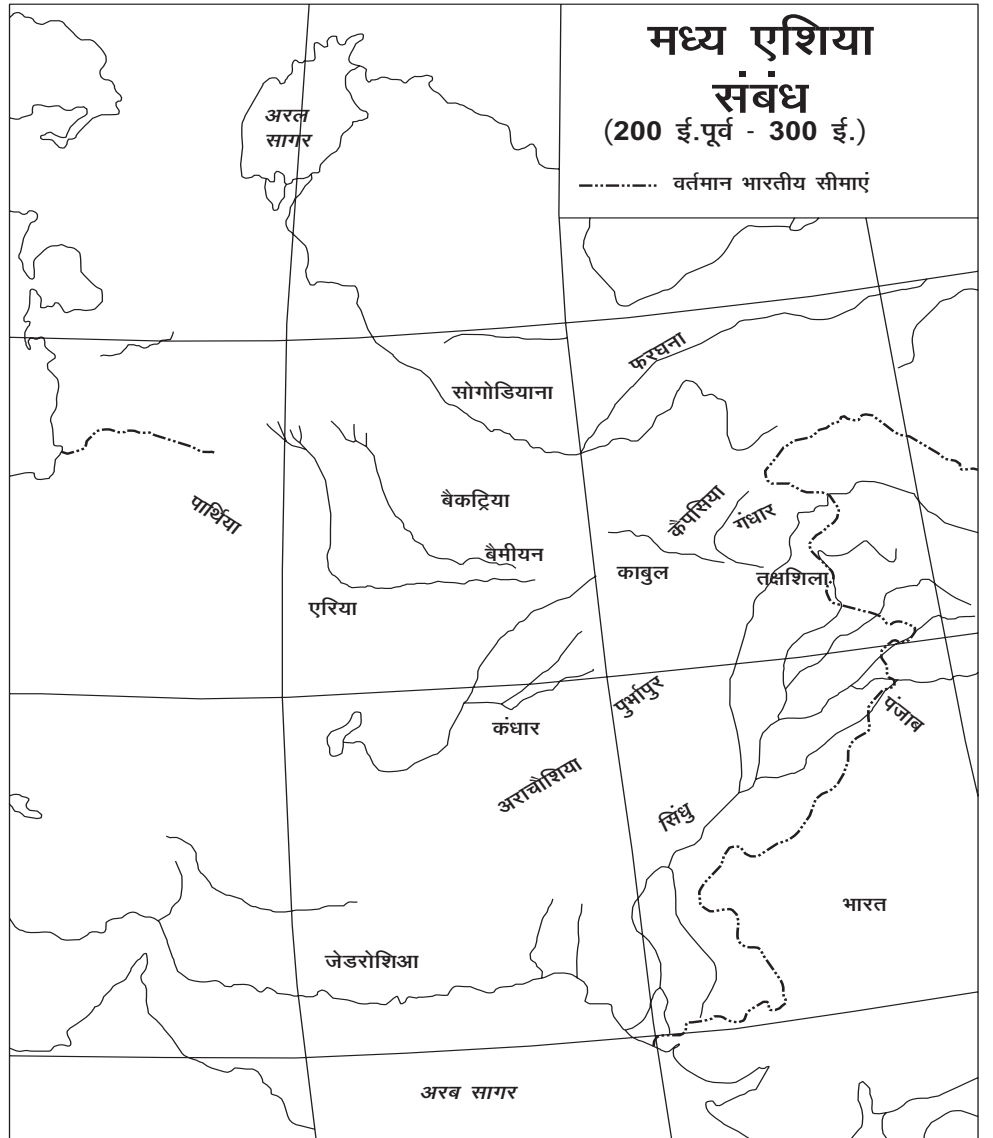 मध्य एशिया
संबंध
(200 ई.पूर्व - 300 ई.)
वर्तमान भारतीय सीमाएं
अरल
सागर
फरघना
सोगोडियाना
पार्थिया
बैकट्रिया
कैपसिया
गंधार
बैमीयन
काबुल
तक्षशिला
एरिया
पुर्भापुर
पंजाब
कंधार
अराचौशिया
सिंधु
भारत
जेडरोशिआ
अरब सागर